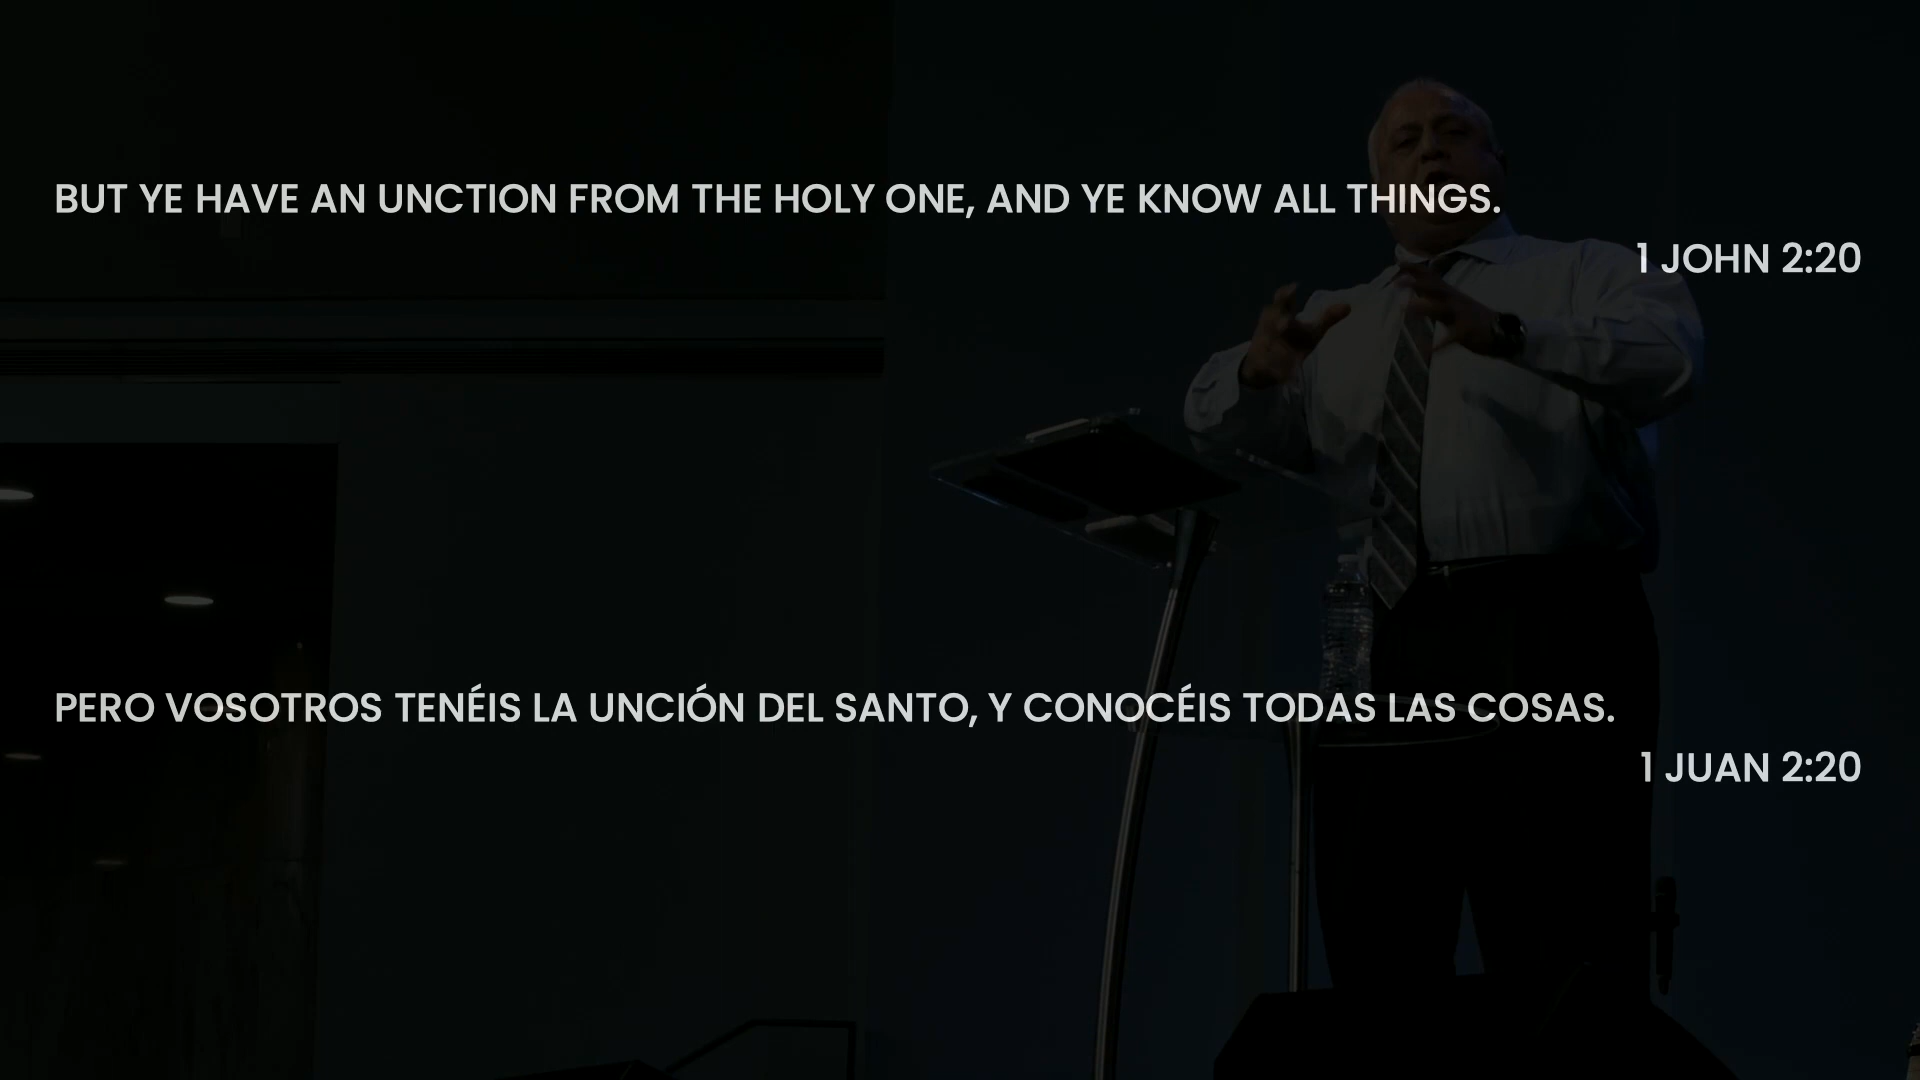 BUT YE HAVE AN UNCTION FROM THE HOLY ONE, AND YE KNOW ALL THINGS.
1 JOHN 2:20
PERO VOSOTROS TENÉIS LA UNCIÓN DEL SANTO, Y CONOCÉIS TODAS LAS COSAS.
1 JUAN 2:20